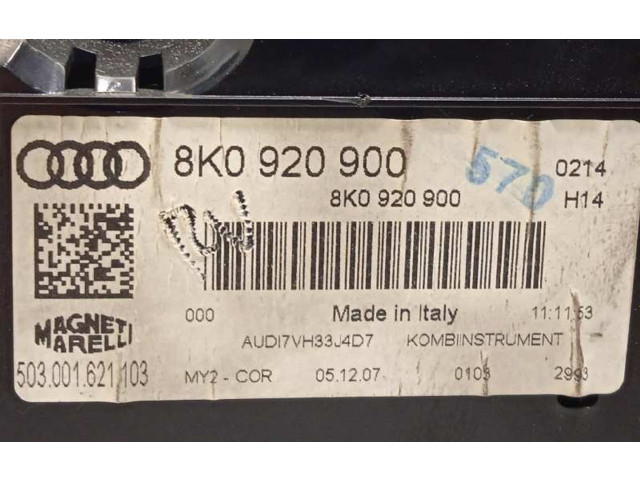 8K0 920 900
570
0214
8K0 920 900
H14
000
Made in Italy
11:11:53
MAGNETI
MARELLI
AUDI7VH33J4D7 KOMBIINSTRUMENT
503.001.621.103
MY2 - COR 05.12.07 0103 2993